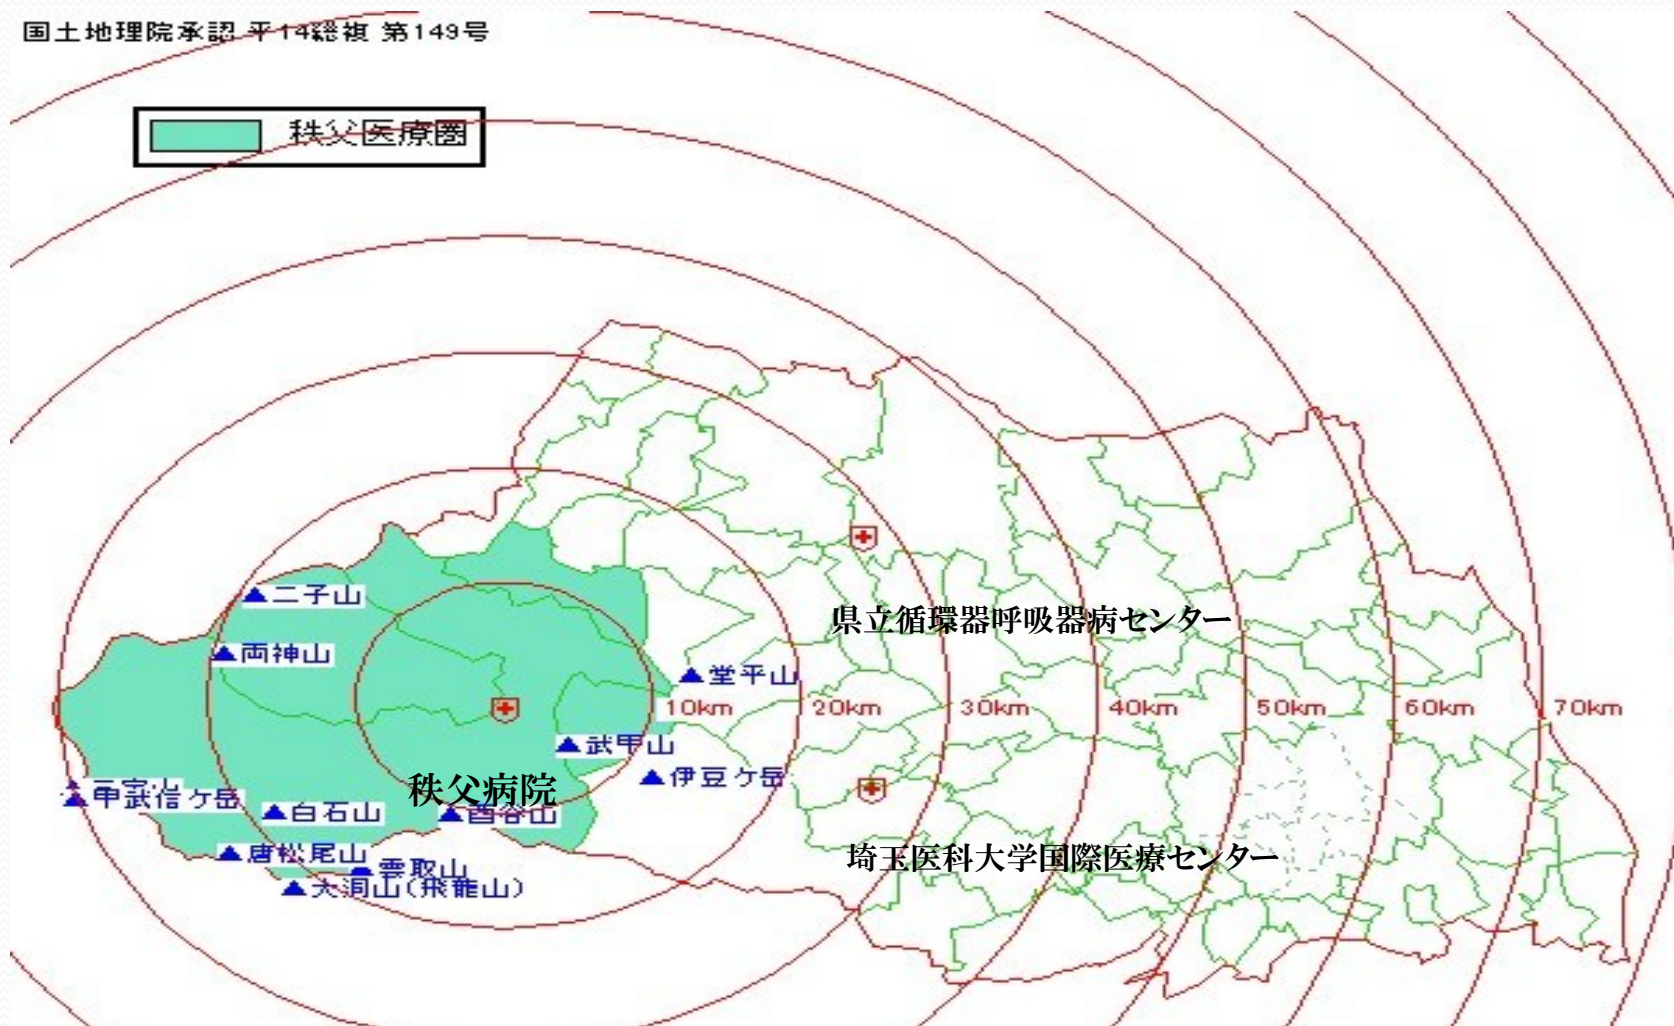 国土地理院承認 平14総複 第149号
秩父医療圏
▲二子山
県立循環器呼吸器病センター
▲両神山
▲堂平山
10km 20km 30km 40km 50km 60km 70km
▲武甲山
▲伊豆ケ岳
秩父病院
▲甲武信ケ岳
▲白石山
▲酉谷山
▲唐松尾山
埼玉医科大学国際医療センター
▲雲取山
▲大洞山(飛龍山)